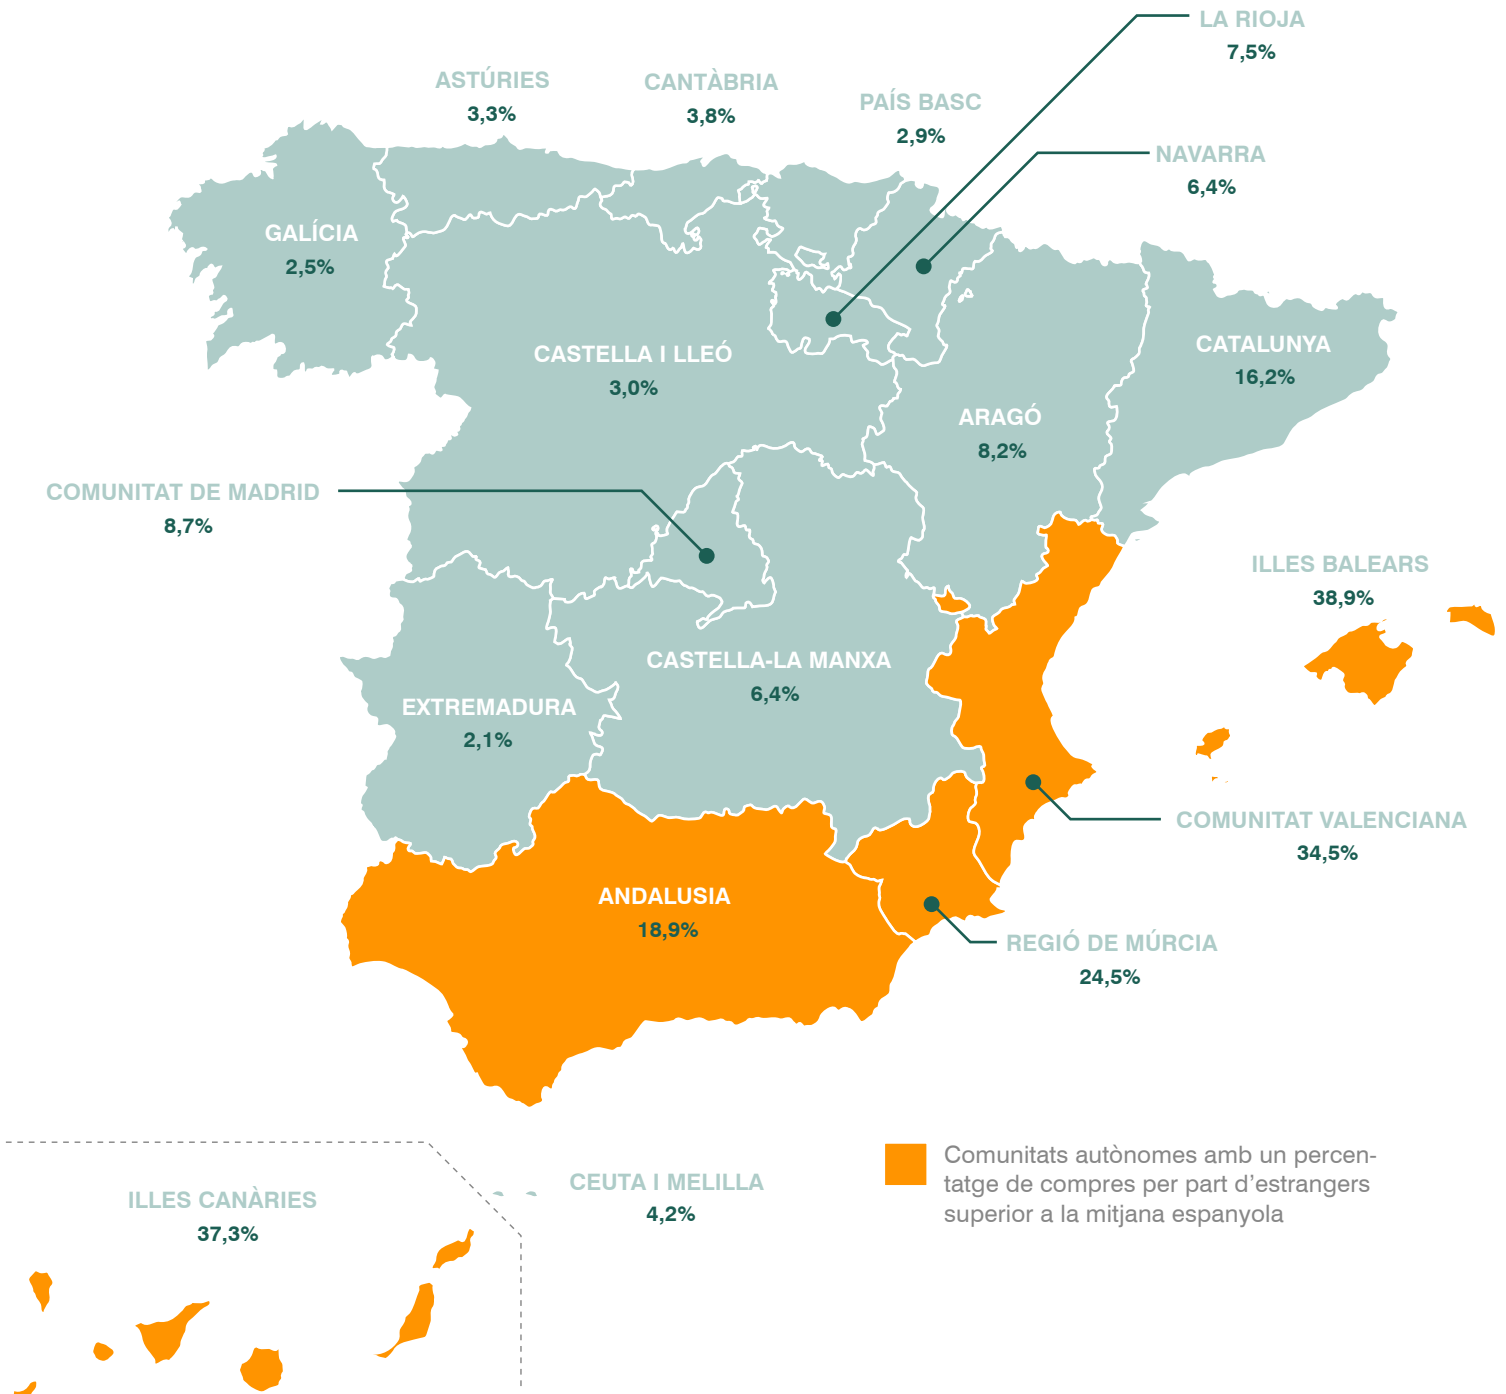 LA RIOJA
7,5%
ASTÚRIES
3,3%
CANTÀBRIA
3,8%
PAÍS BASC
2,9%
NAVARRA
6,4%
GALÍCIA
2,5%
CASTELLA I LLEÓ
3,0%
CATALUNYA
16,2%
ARAGÓ
8,2%
COMUNITAT DE MADRID
8,7%
ILLES BALEARS
38,9%
CASTELLA-LA MANXA
6,4%
EXTREMADURA
2,1%
COMUNITAT VALENCIANA
34,5%
ANDALUSIA
18,9%
REGIÓ DE MÚRCIA
24,5%
Comunitats autònomes amb un percen-
tatge de compres per part d’estrangers
superior a la mitjana espanyola
CEUTA I MELILLA
4,2%
ILLES CANÀRIES
37,3%